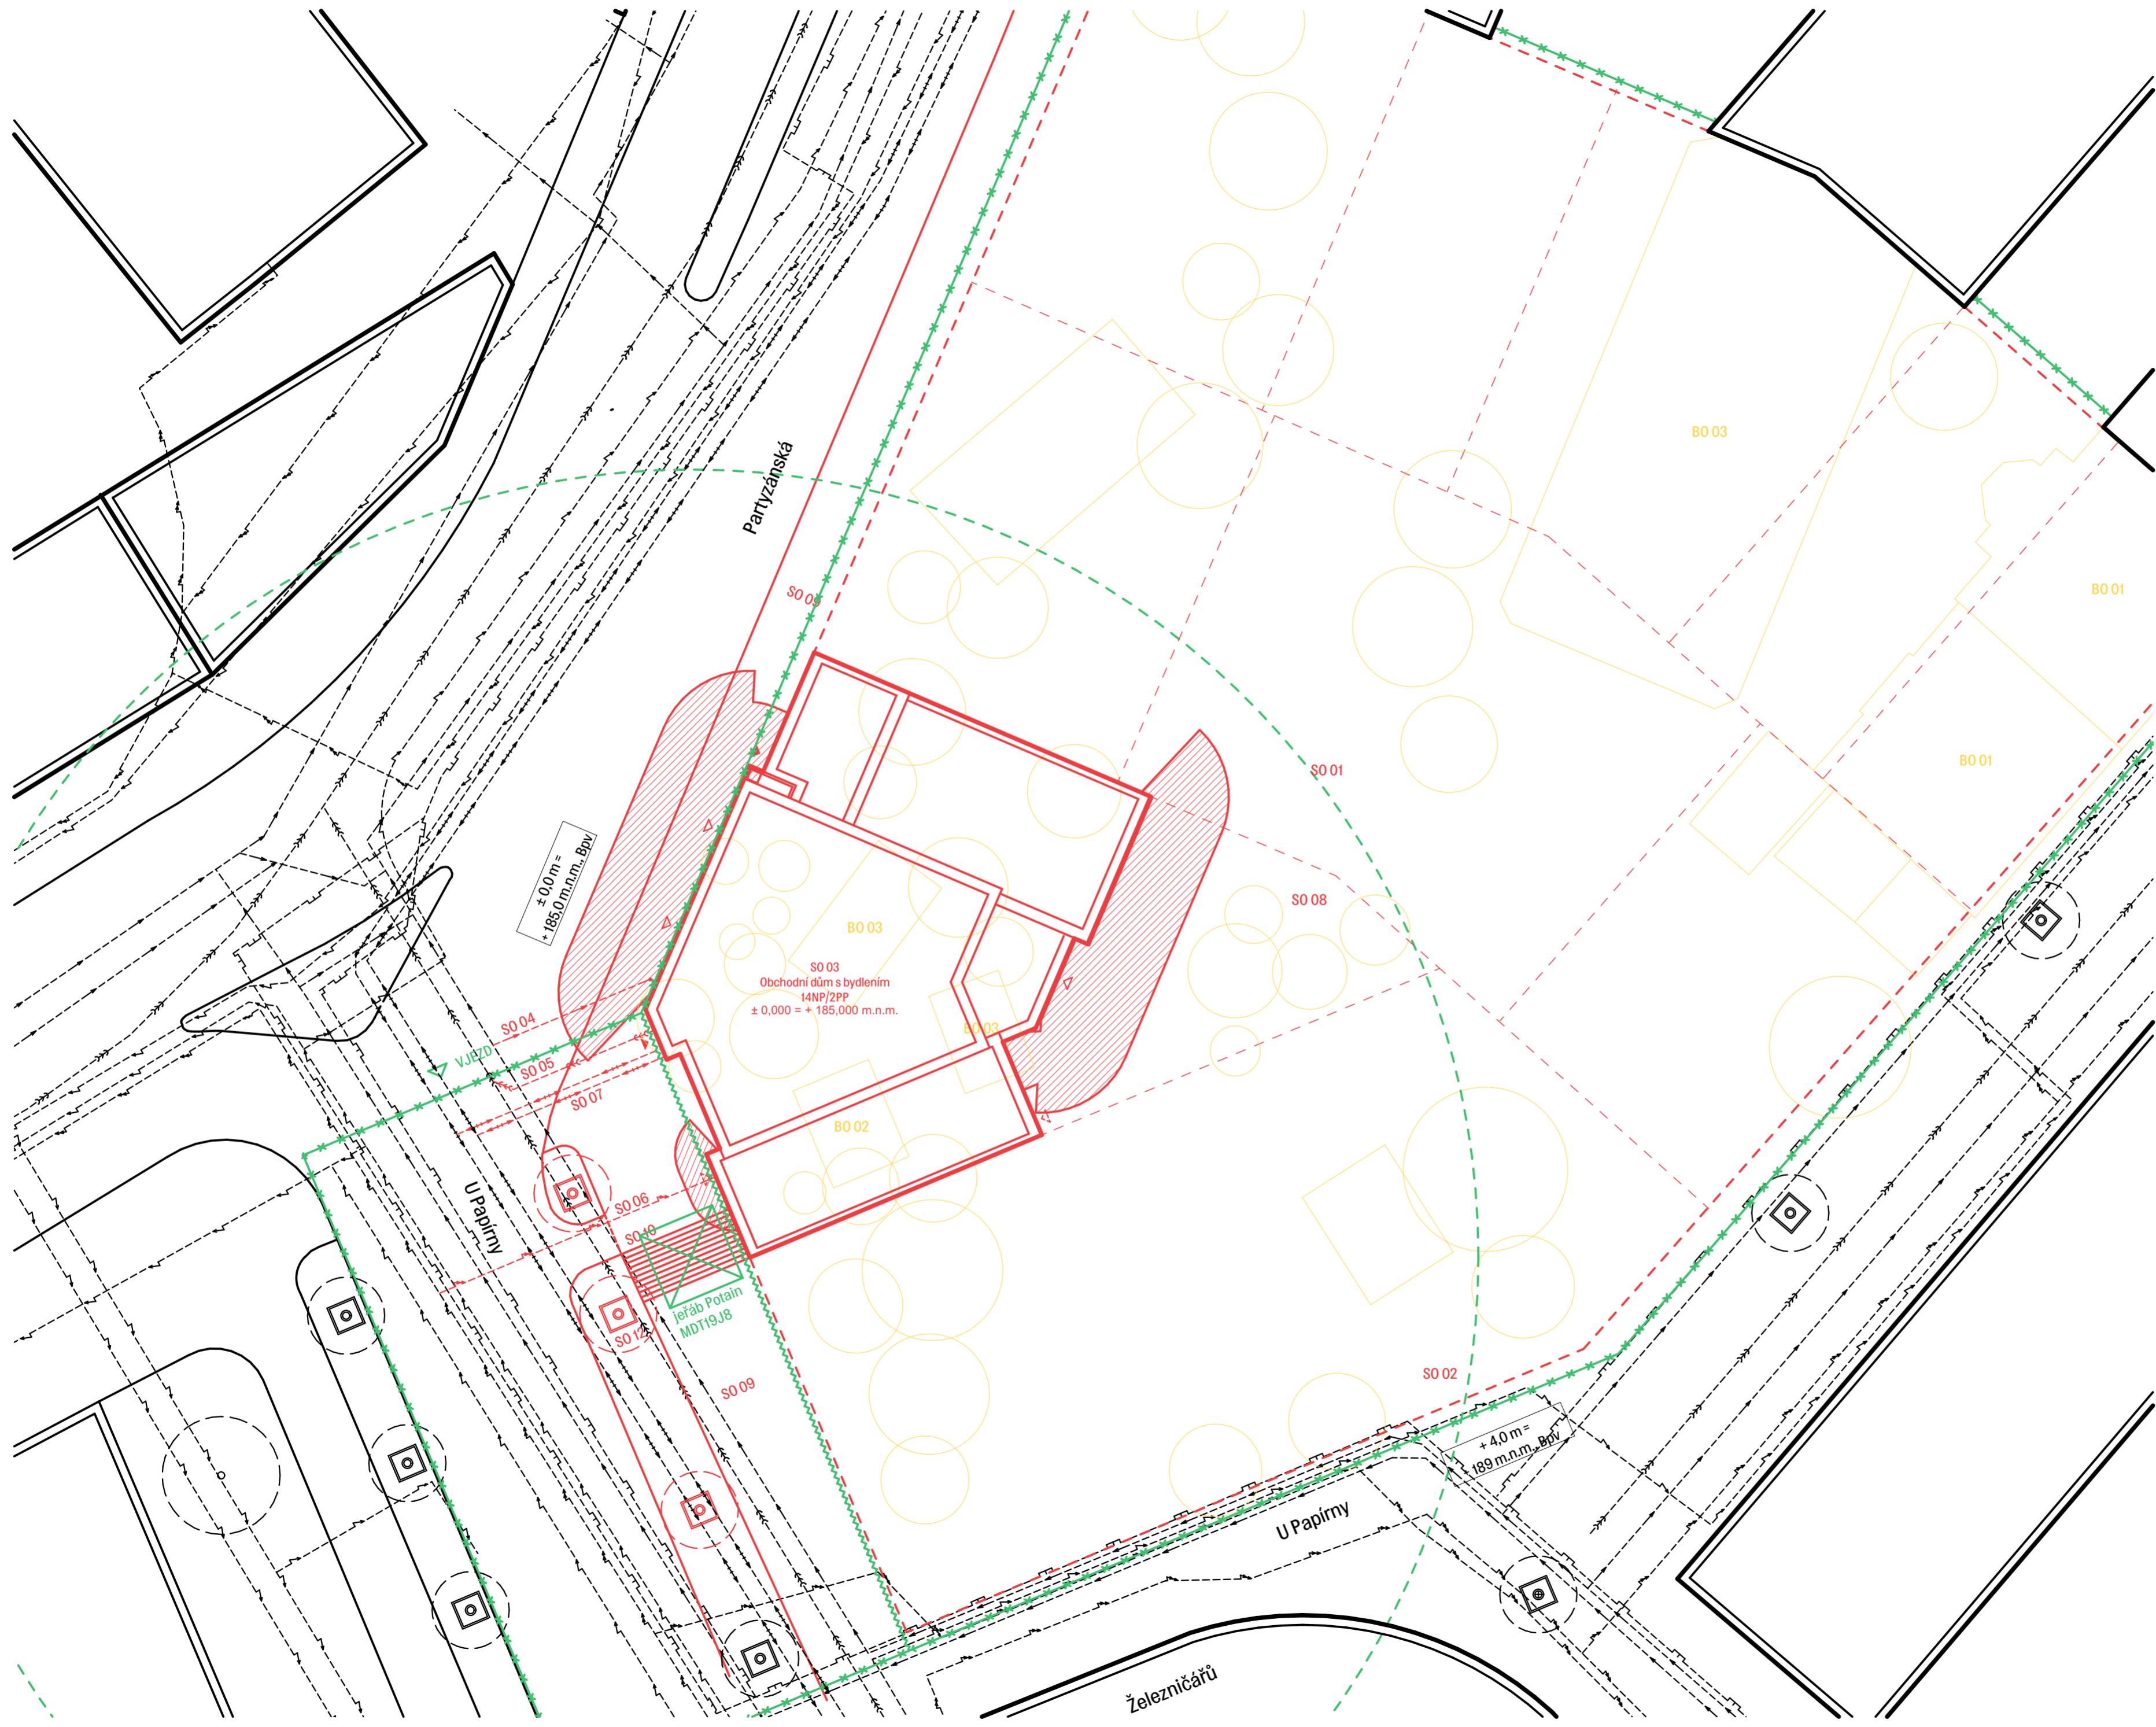 Partyzánská
BO 03
BO 01
SO 09
SO 01
BO 01
± 0.0 m =
+185,0 m.n.m., Bpv
SO 08
BO 03
SO 03
Obchodní dům s bydlením
14NP/2PP
± 0,000 = + 185,000 m.n.m.
SO 04
BO 03
VJEZD
SO 05
SO 07
BO 02
U Papírny
SO 06
SO 10
jeřáb Potain
MDT19J8
SO 12
SO 09
SO 02
+ 4,0 m =
189 m.n.m., Bpv
U Papírny
Železničářů